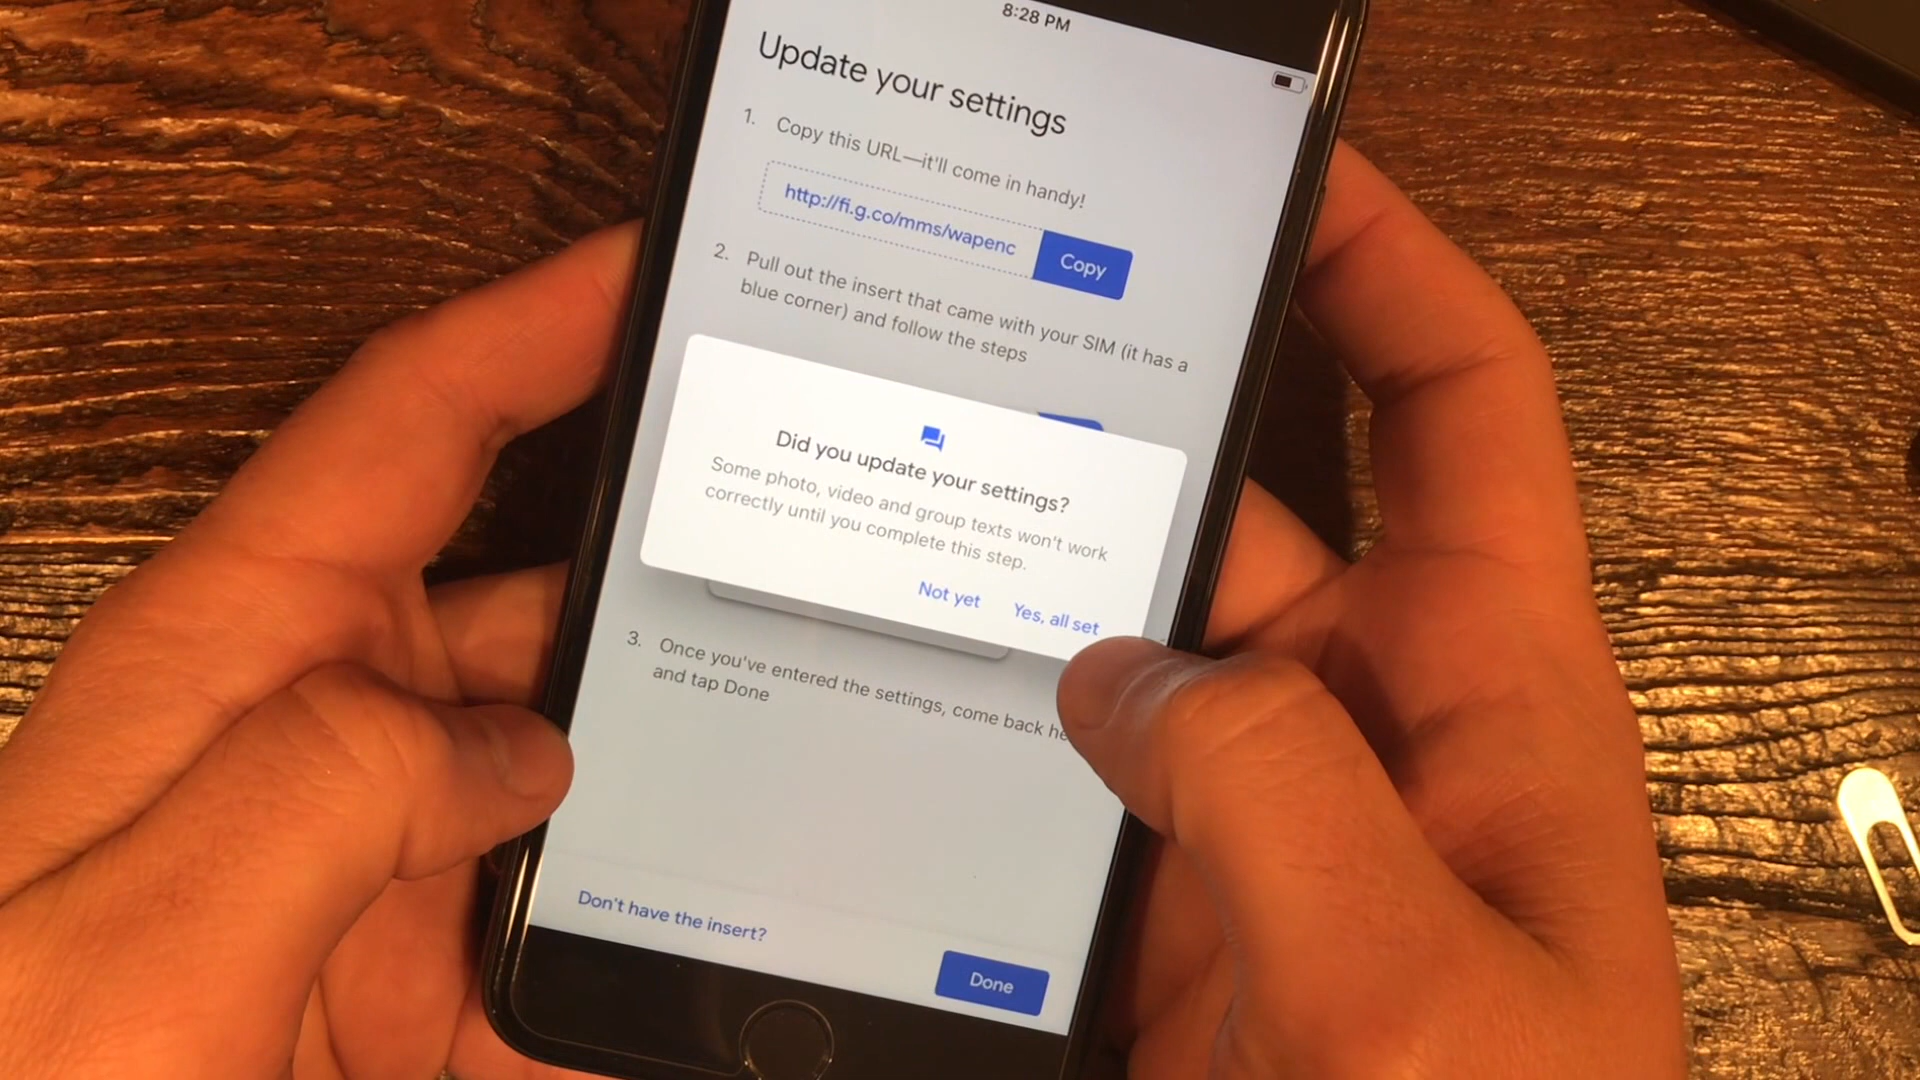 8:28 PM
Update your settings
1. Copy this URL—it'll come in handy!
http://fi.g.co/mms/wapenc
Copy
2. Pull out the insert that came with your SIM (it has a
blue corner) and follow the steps
Did you update your settings?
Some photo, video and group texts won't work
correctly until you complete this step.
Not yet
Yes, all set
3. Once you've entered the settings, come back he
and tap Done
Don't have the insert?
Done